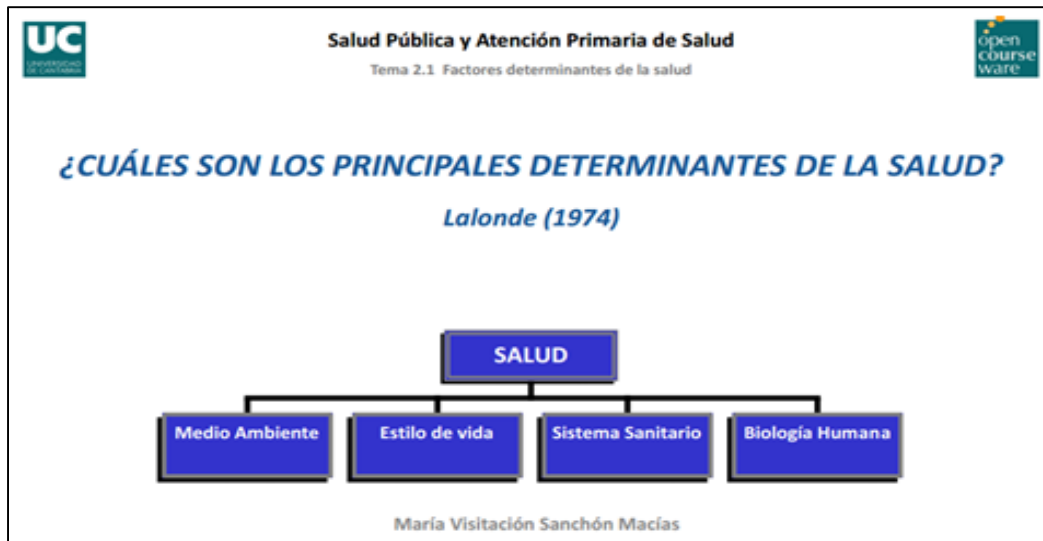 UC
UNIVERSIDAD
DE CANTABRIA
Salud Pública y Atención Primaria de Salud
Tema 2.1 Factores determinantes de la salud
open
course
ware
¿CUÁLES SON LOS PRINCIPALES DETERMINANTES DE LA SALUD?
Lalonde (1974)
SALUD
Medio Ambiente
Estilo de vida
Sistema Sanitario
Biología Humana
María Visitación Sanchón Macías